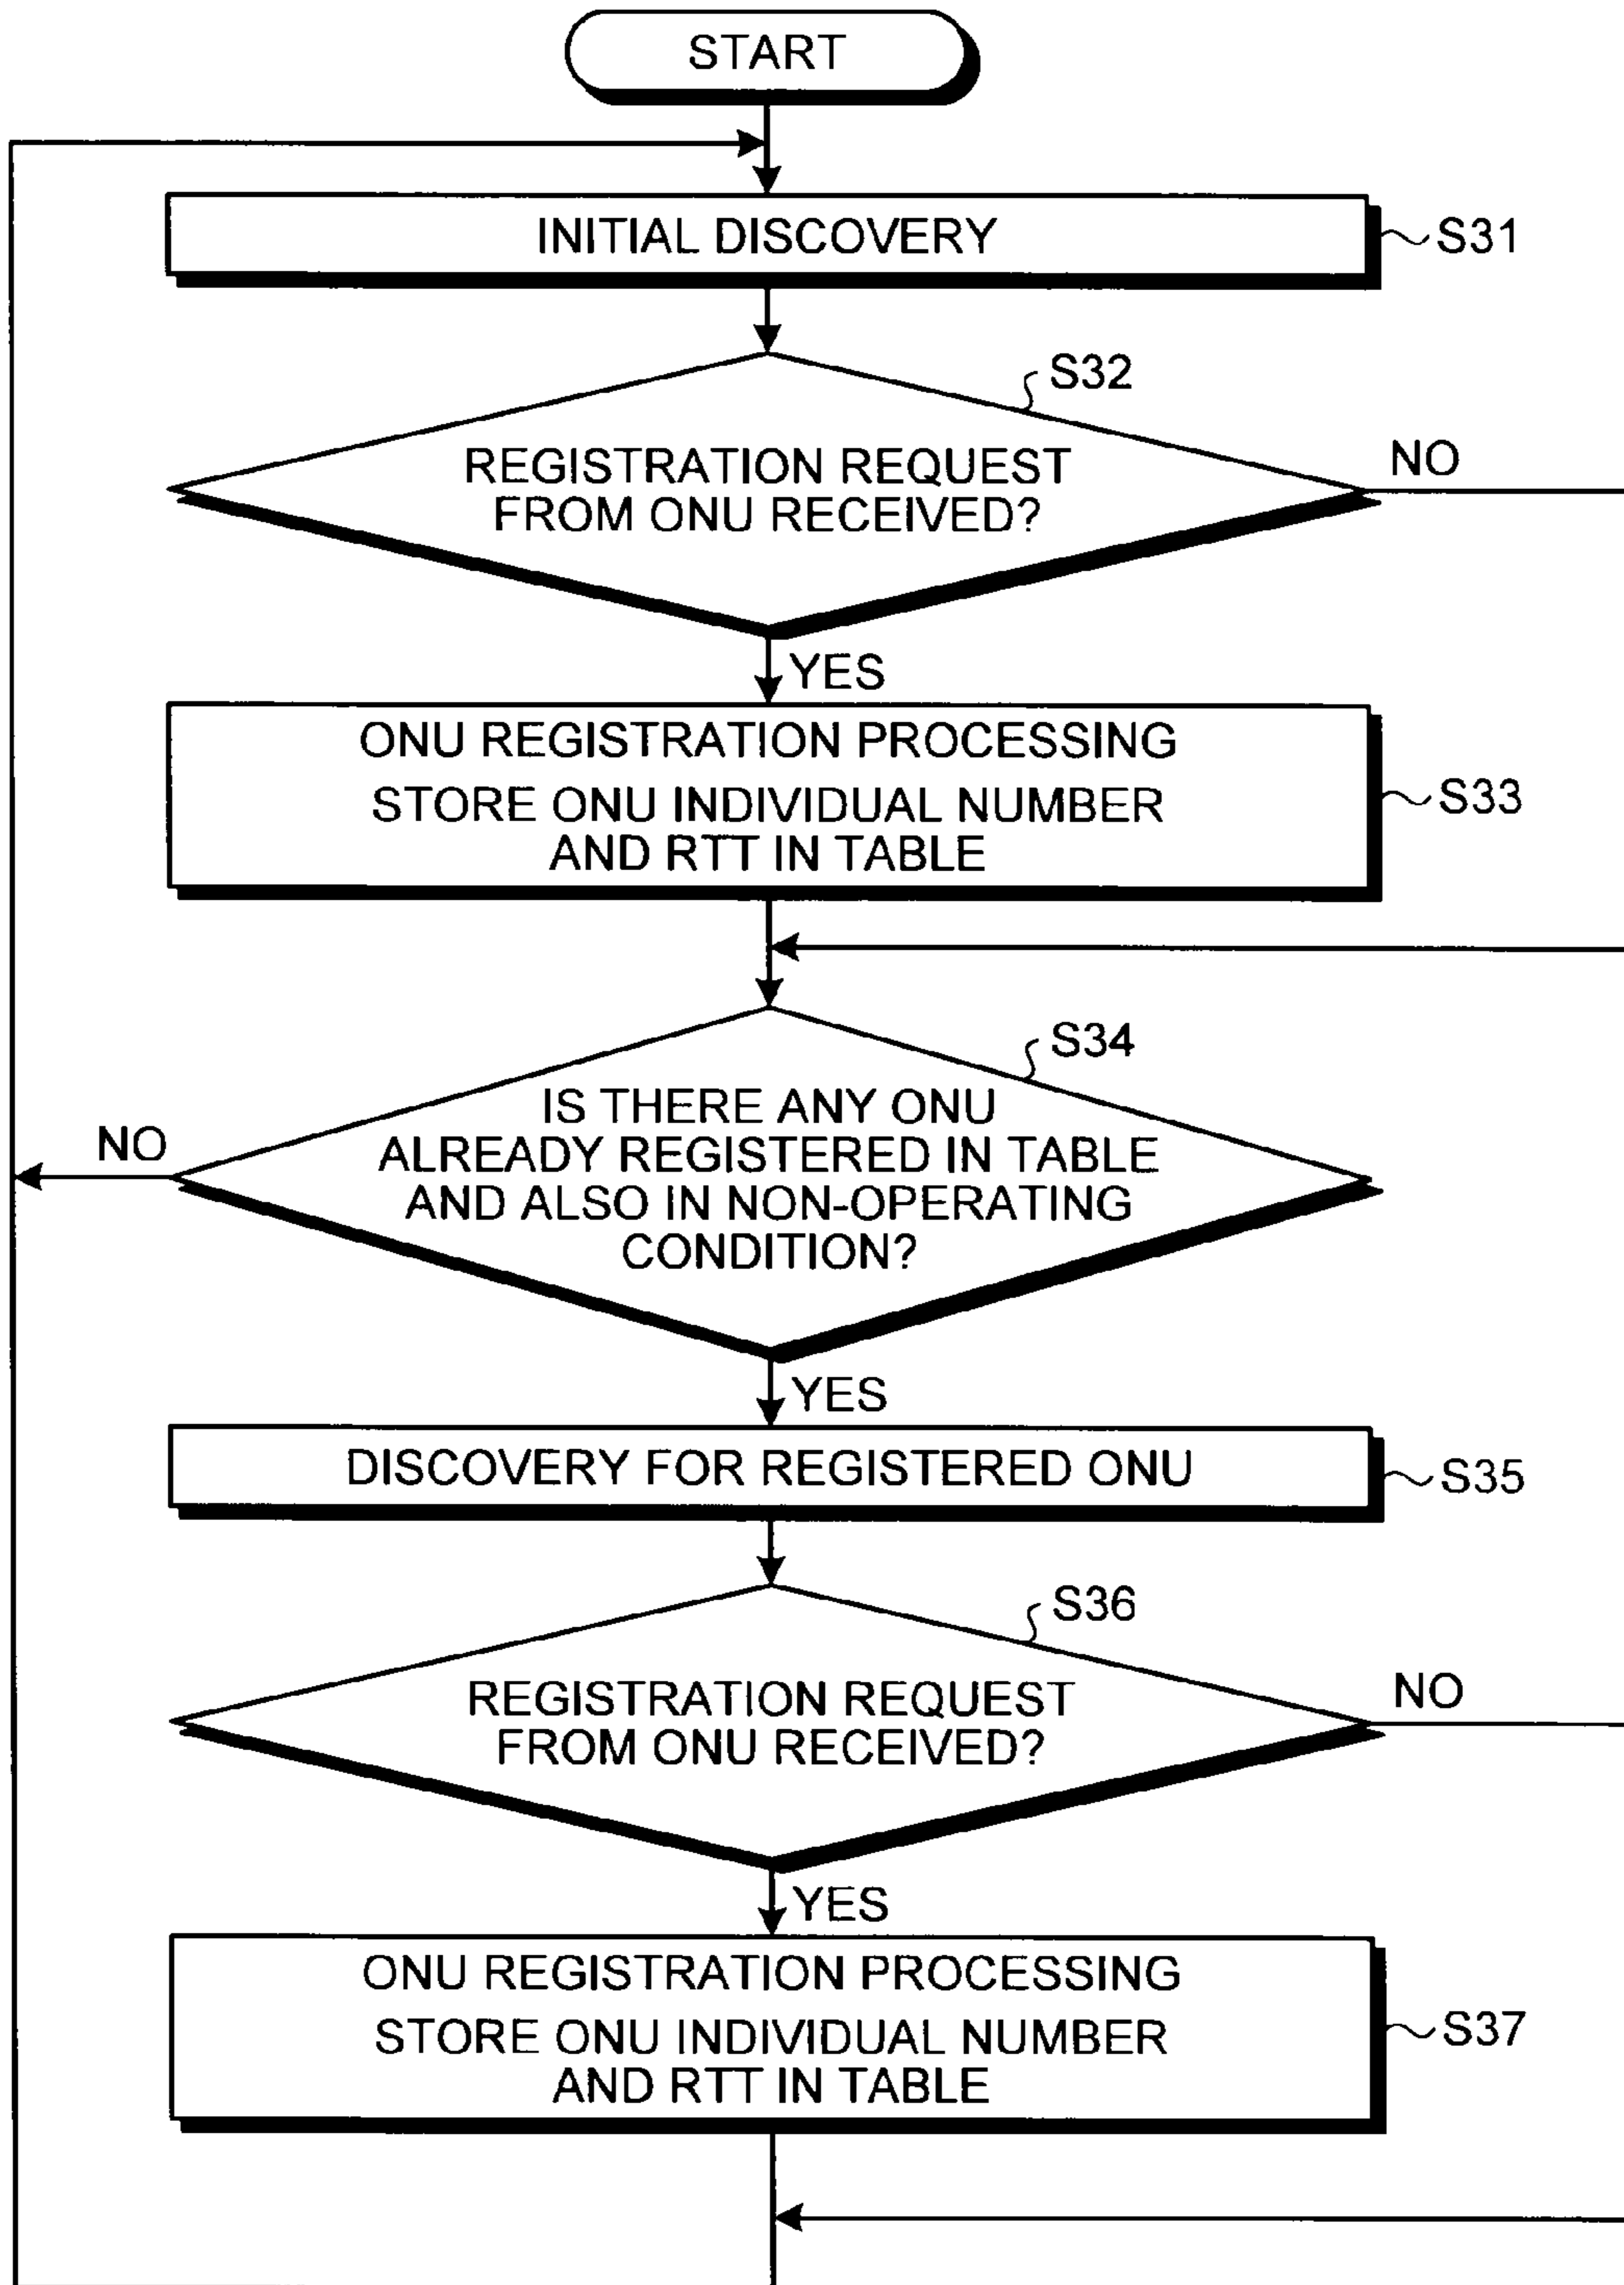 START
INITIAL DISCOVERY
S31
S32
REGISTRATION REQUEST
FROM ONU RECEIVED?
NO
YES
ONU REGISTRATION PROCESSING
STORE ONU INDIVIDUAL NUMBER
AND RTT IN TABLE
S33
S34
IS THERE ANY ONU
ALREADY REGISTERED IN TABLE
AND ALSO IN NON-OPERATING
CONDITION?
NO
YES
DISCOVERY FOR REGISTERED ONU
S35
S36
REGISTRATION REQUEST
FROM ONU RECEIVED?
NO
YES
ONU REGISTRATION PROCESSING
STORE ONU INDIVIDUAL NUMBER
AND RTT IN TABLE
S37